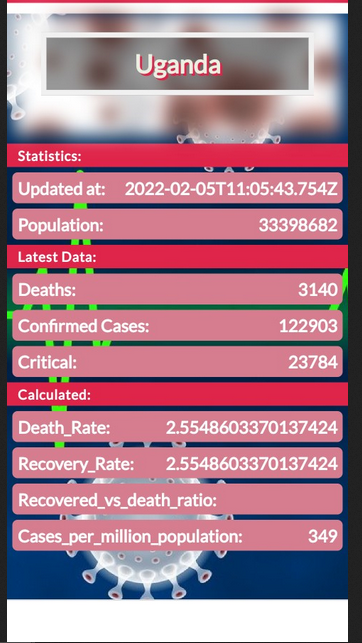 Uganda
Statistics:
Updated at: 2022-02-05T11:05:43.754Z
Population: 33398682
Latest Data:
Deaths: 3140
Confirmed Cases: 122903
Critical: 23784
Calculated:
Death_Rate: 2.5548603370137424
Recovery_Rate: 2.5548603370137424
Recovered_vs_death_ratio:
Cases_per_million_population: 349